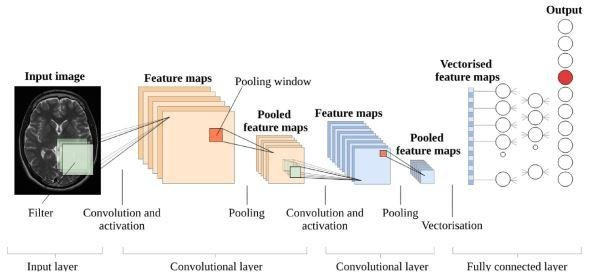 Output
Input image
Feature maps
Pooling window
Pooled
feature maps
Feature maps
Pooled
feature maps
Vectorised
feature maps
Filter
Convolution and
activation
Pooling
Convolution and
activation
Pooling
Vectorisation
Input layer
Convolutional layer
Convolutional layer
Fully connected layer